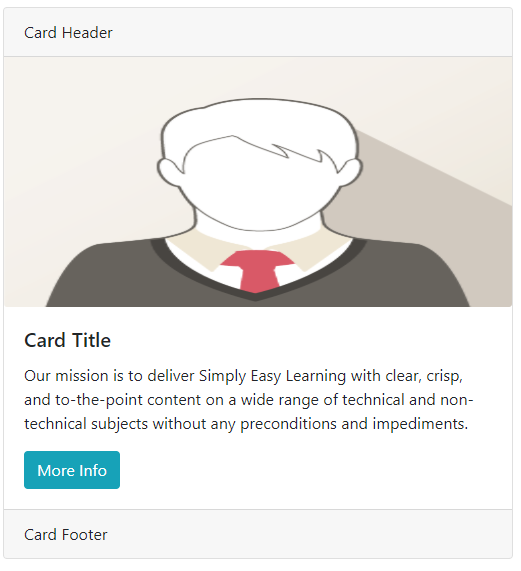 Card Header
Card Title
Our mission is to deliver Simply Easy Learning with clear, crisp,
and to-the-point content on a wide range of technical and non-
technical subjects without any preconditions and impediments.
More Info
Card Footer